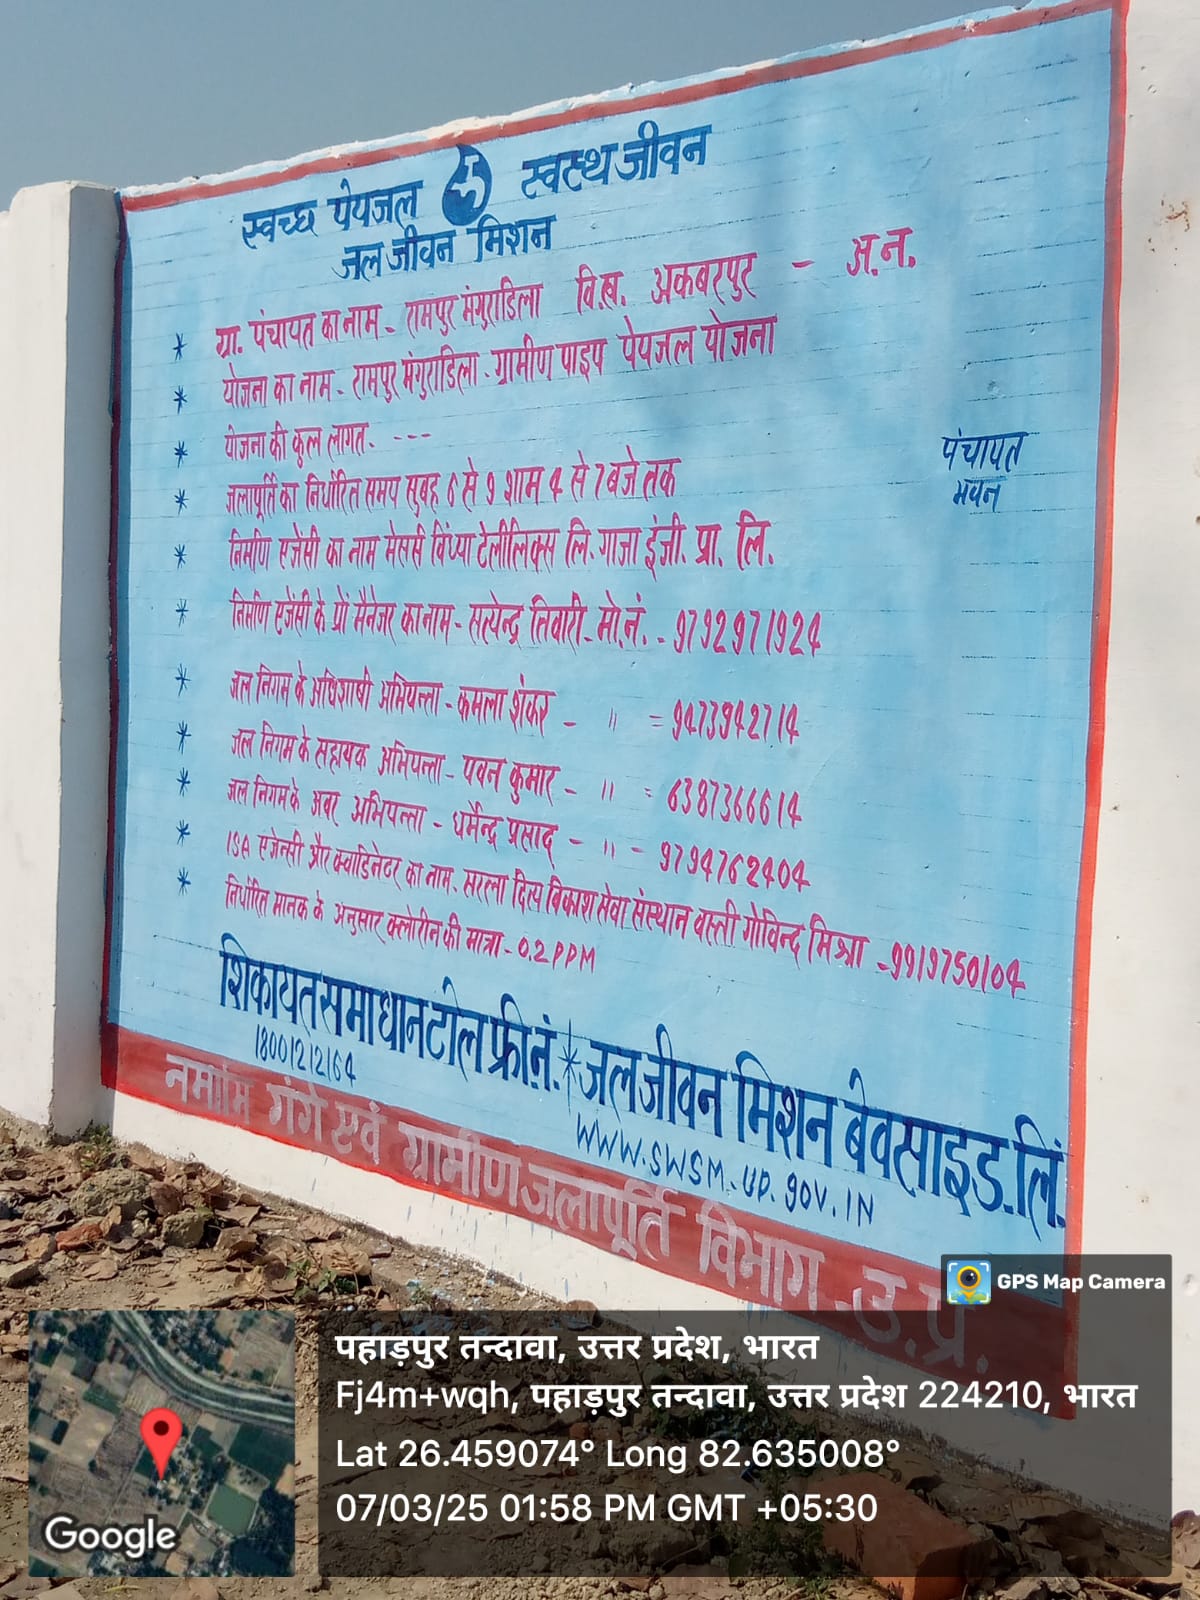 स्वच्छ पेयजल स्वस्थ जीवन
जल जीवन मिशन
* ग्रा. पंचायत का नाम - रामपुर मंगुराडिला वि.ख. अकबरपुर - अ.न.
* योजना का नाम - रामपुर मंगुराडिला - ग्रामीण पाइप पेयजल योजना
* योजना की कुल लागत. ---
* जलापूर्ति का निर्धारित समय सुबह 6 से 9 शाम 4 से 7 बजे तक
पंचायत
भवन
* निर्माण एजेंसी का नाम मेसर्स विंध्या टेलीलिंक्स लि. गाजा इंजी. प्रा. लि.
* निर्माण एजेंसी के प्रो मैनेजर का नाम - सत्येन्द्र तिवारी - मो.नं. - 9792971924
* जल निगम के अधिशाषी अभियन्ता - कमला शंकर - " = 9473942714
* जल निगम के सहायक अभियन्ता - पवन कुमार - " = 6387366614
* जल निगम के अवर अभियन्ता - धर्मेन्द्र प्रसाद - " - 9794762404
* ISA एजेन्सी और क्वाडिनेटर का नाम. सरला दित्य विकाश सेवा संस्थान वस्ती गोविन्द मिश्रा - 9919750104
* निर्धारित मानक के अनुसार क्लोरीन की मात्रा - 0.2 PPM
शिकायत समाधान टोल फ्री नं. * जल जीवन मिशन बेवसाइड. लिं.
18001212164
WWW.SWSM-UP.GOV.IN
नमामि गंगे एवं ग्रामीण जलापूर्ति विभाग - उ.प्र.
GPS Map Camera
पहाड़पुर तन्दावा, उत्तर प्रदेश, भारत
Fj4m+wqh, पहाड़पुर तन्दावा, उत्तर प्रदेश 224210, भारत
Lat 26.459074° Long 82.635008°
07/03/25 01:58 PM GMT +05:30
Google